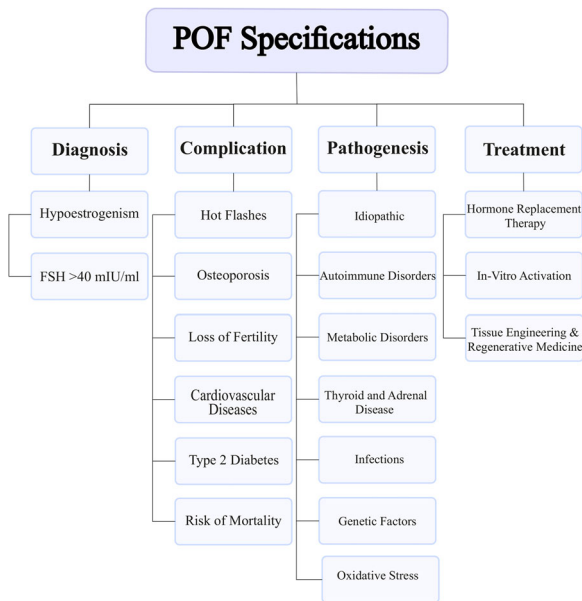 POF Specifications
Diagnosis
Hypoestrogenism
FSH >40 mIU/ml
Complication
Hot Flashes
Osteoporosis
Loss of Fertility
Cardiovascular
Diseases
Type 2 Diabetes
Risk of Mortality
Pathogenesis
Idiopathic
Autoimmune Disorders
Metabolic Disorders
Thyroid and Adrenal
Disease
Infections
Genetic Factors
Oxidative Stress
Treatment
Hormone Replacement
Therapy
In-Vitro Activation
Tissue Engineering &
Regenerative Medicine